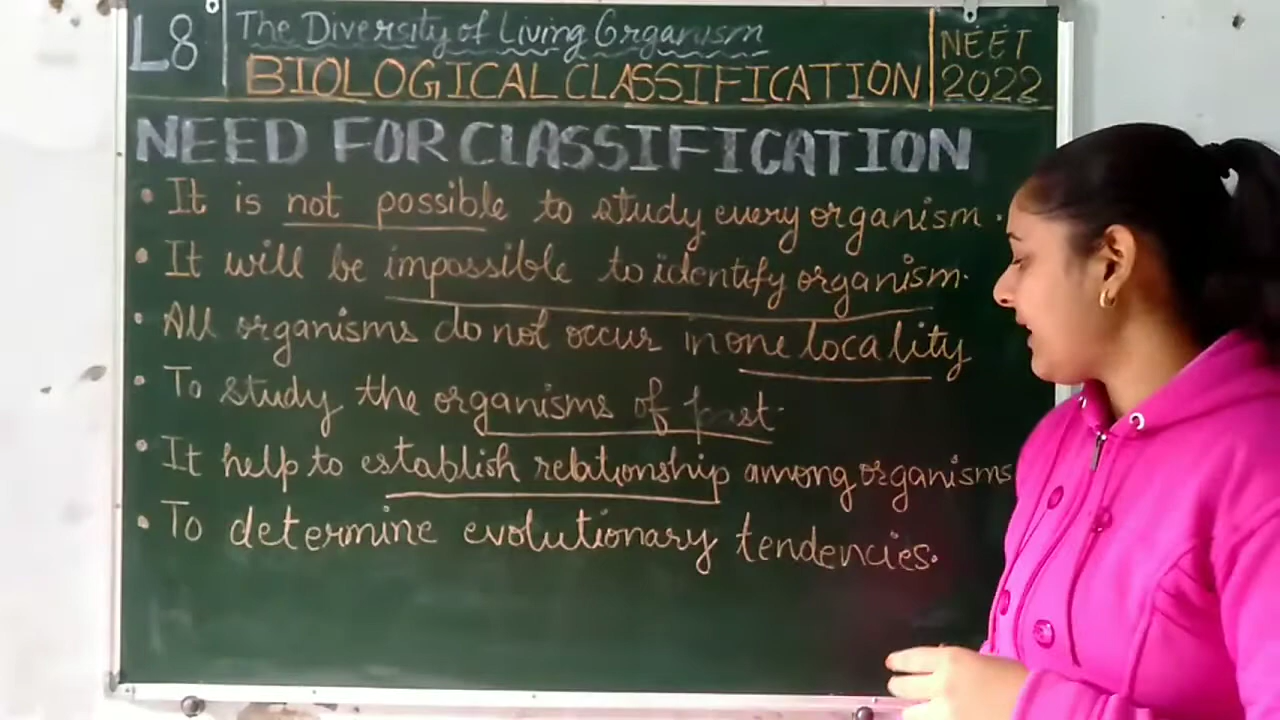 L8
The Diversity of Living Organism
BIOLOGICAL CLASSIFICATION
NEET
2022
NEED FOR CLASSIFICATION
• It is not possible to study every organism.
• It will be impossible to identify organism.
• All organisms do not occur in one locality
• To study the organisms of past.
• It help to establish relationship among organisms
• To determine evolutionary tendencies.